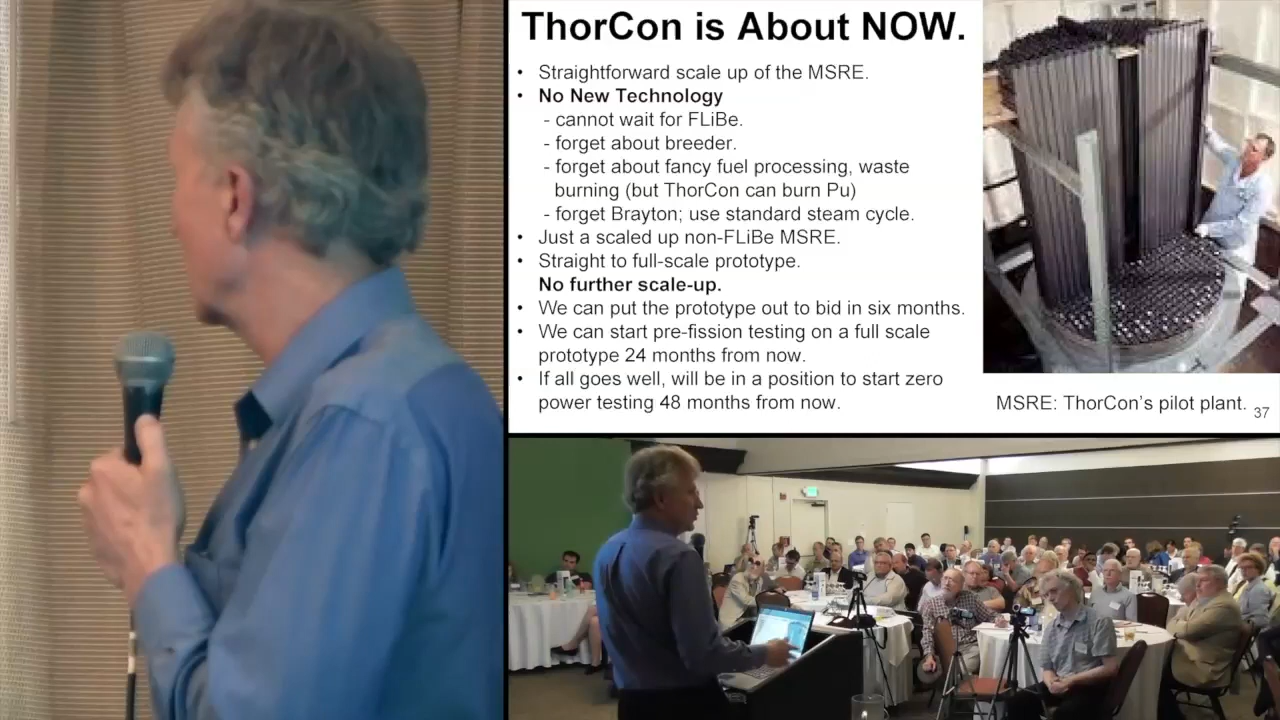 ThorCon is About NOW.
• Straightforward scale up of the MSRE.
• No New Technology
- cannot wait for FLiBe.
- forget about breeder.
- forget about fancy fuel processing, waste
burning (but ThorCon can burn Pu)
- forget Brayton; use standard steam cycle.
• Just a scaled up non-FLiBe MSRE.
• Straight to full-scale prototype.
No further scale-up.
• We can put the prototype out to bid in six months.
• We can start pre-fission testing on a full scale
prototype 24 months from now.
• If all goes well, will be in a position to start zero
power testing 48 months from now.
MSRE: ThorCon's pilot plant.
37